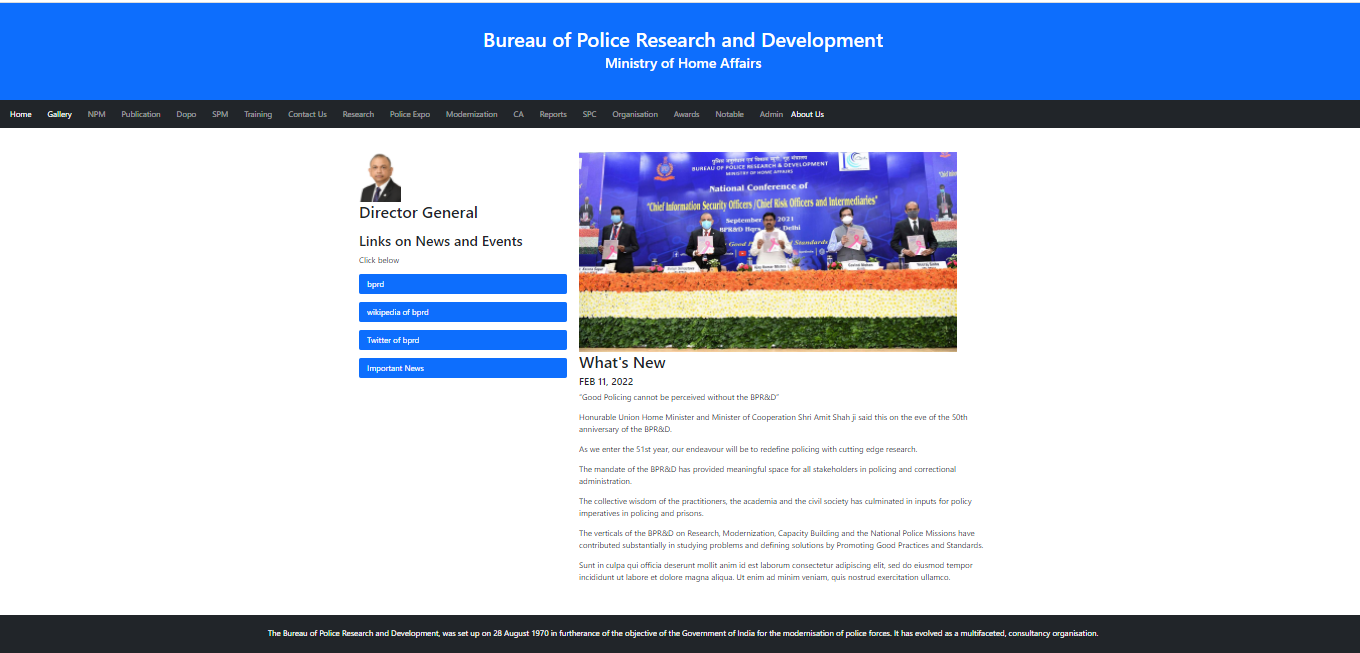 Bureau of Police Research and Development
Ministry of Home Affairs
Home Gallery NPM Publication Dopo SPM Training Contact Us Research Police Expo Modernization CA Reports SPC Organisation Awards Notable Admin About Us
Director General
Links on News and Events
Click below
bprd
wikipedia of bprd
Twitter of bprd
Important News
BUREAU OF POLICE RESEARCH & DEVELOPMENT
MINISTRY OF HOME AFFAIRS
National Conference of
"Chief Information Security Officers /Chief Risk Officers and Intermediaries"
September 2021
BPR&D Hqrs. Delhi
Good Standards
What's New
FEB 11, 2022
“Good Policing cannot be perceived without the BPR&D”
Honurable Union Home Minister and Minister of Cooperation Shri Amit Shah ji said this on the eve of the 50th
anniversary of the BPR&D.
As we enter the 51st year, our endeavour will be to redefine policing with cutting edge research.
The mandate of the BPR&D has provided meaningful space for all stakeholders in policing and correctional
administration.
The collective wisdom of the practitioners, the academia and the civil society has culminated in inputs for policy
imperatives in policing and prisons.
The verticals of the BPR&D on Research, Modernization, Capacity Building and the National Police Missions have
contributed substantially in studying problems and defining solutions by Promoting Good Practices and Standards.
Sunt in culpa qui officia deserunt mollit anim id est laborum consectetur adipiscing elit, sed do eiusmod tempor
incididunt ut labore et dolore magna aliqua. Ut enim ad minim veniam, quis nostrud exercitation ullamco.
The Bureau of Police Research and Development, was set up on 28 August 1970 in furtherance of the objective of the Government of India for the modernisation of police forces. It has evolved as a multifaceted, consultancy organisation.